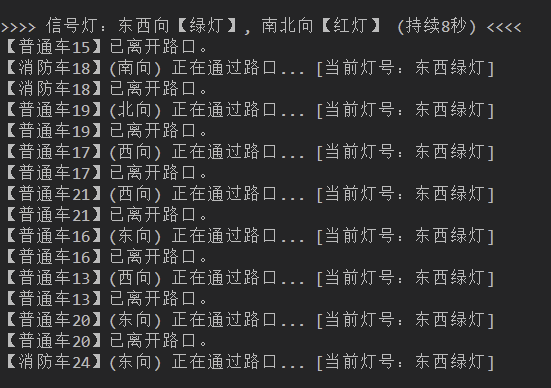 >>>> 信号灯: 东西向【绿灯】, 南北向【红灯】 (持续8秒) <<<<
【普通车15】已离开路口。
【消防车18】(南向) 正在通过路口... [当前灯号: 东西绿灯]
【消防车18】已离开路口。
【普通车19】(北向) 正在通过路口... [当前灯号: 东西绿灯]
【普通车19】已离开路口。
【普通车17】(西向) 正在通过路口... [当前灯号: 东西绿灯]
【普通车17】已离开路口。
【普通车21】(西向) 正在通过路口... [当前灯号: 东西绿灯]
【普通车21】已离开路口。
【普通车16】(东向) 正在通过路口... [当前灯号: 东西绿灯]
【普通车16】已离开路口。
【普通车13】(西向) 正在通过路口... [当前灯号: 东西绿灯]
【普通车13】已离开路口。
【普通车20】(东向) 正在通过路口... [当前灯号: 东西绿灯]
【普通车20】已离开路口。
【消防车24】(东向) 正在通过路口... [当前灯号: 东西绿灯]